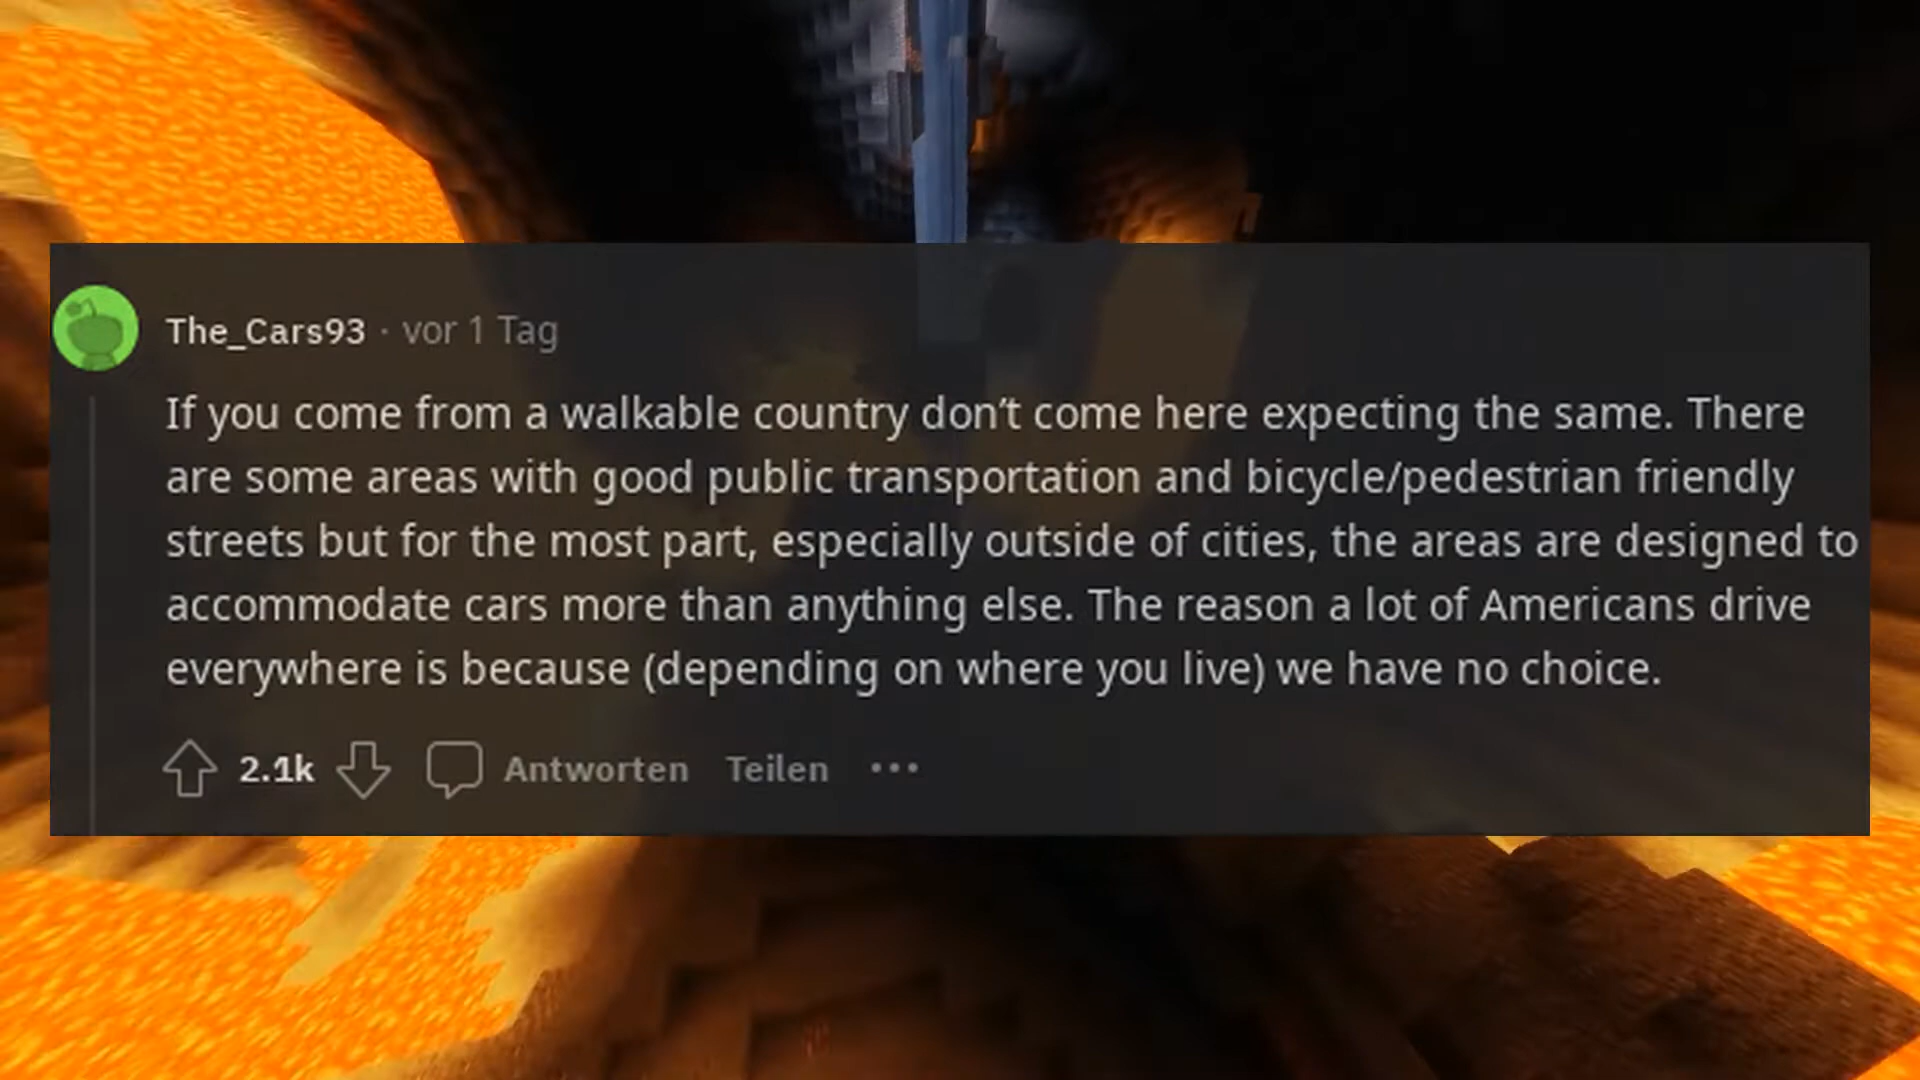 The_Cars93 · vor 1 Tag
If you come from a walkable country don't come here expecting the same. There
are some areas with good public transportation and bicycle/pedestrian friendly
streets but for the most part, especially outside of cities, the areas are designed to
accommodate cars more than anything else. The reason a lot of Americans drive
everywhere is because (depending on where you live) we have no choice.
2.1k Antworten Teilen •••